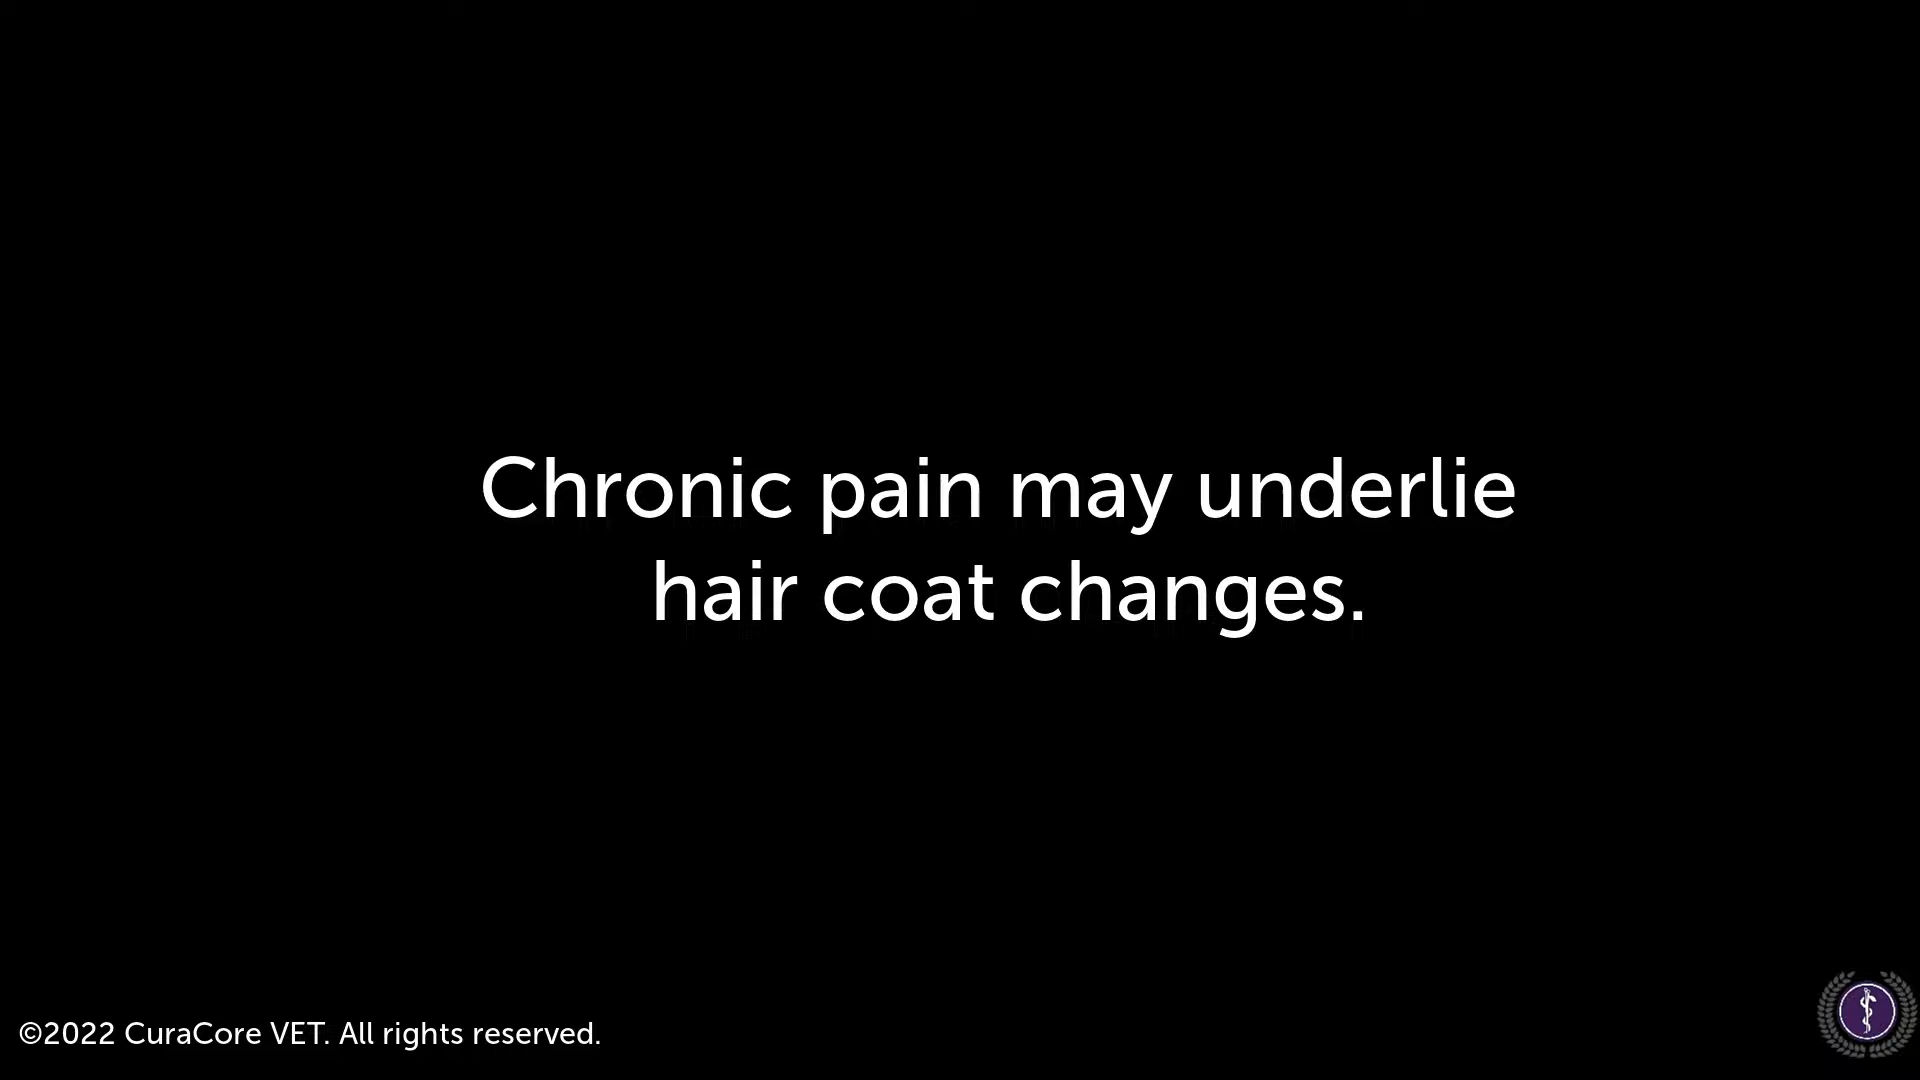 Chronic pain may underlie
hair coat changes.
©2022 CuraCore VET. All rights reserved.